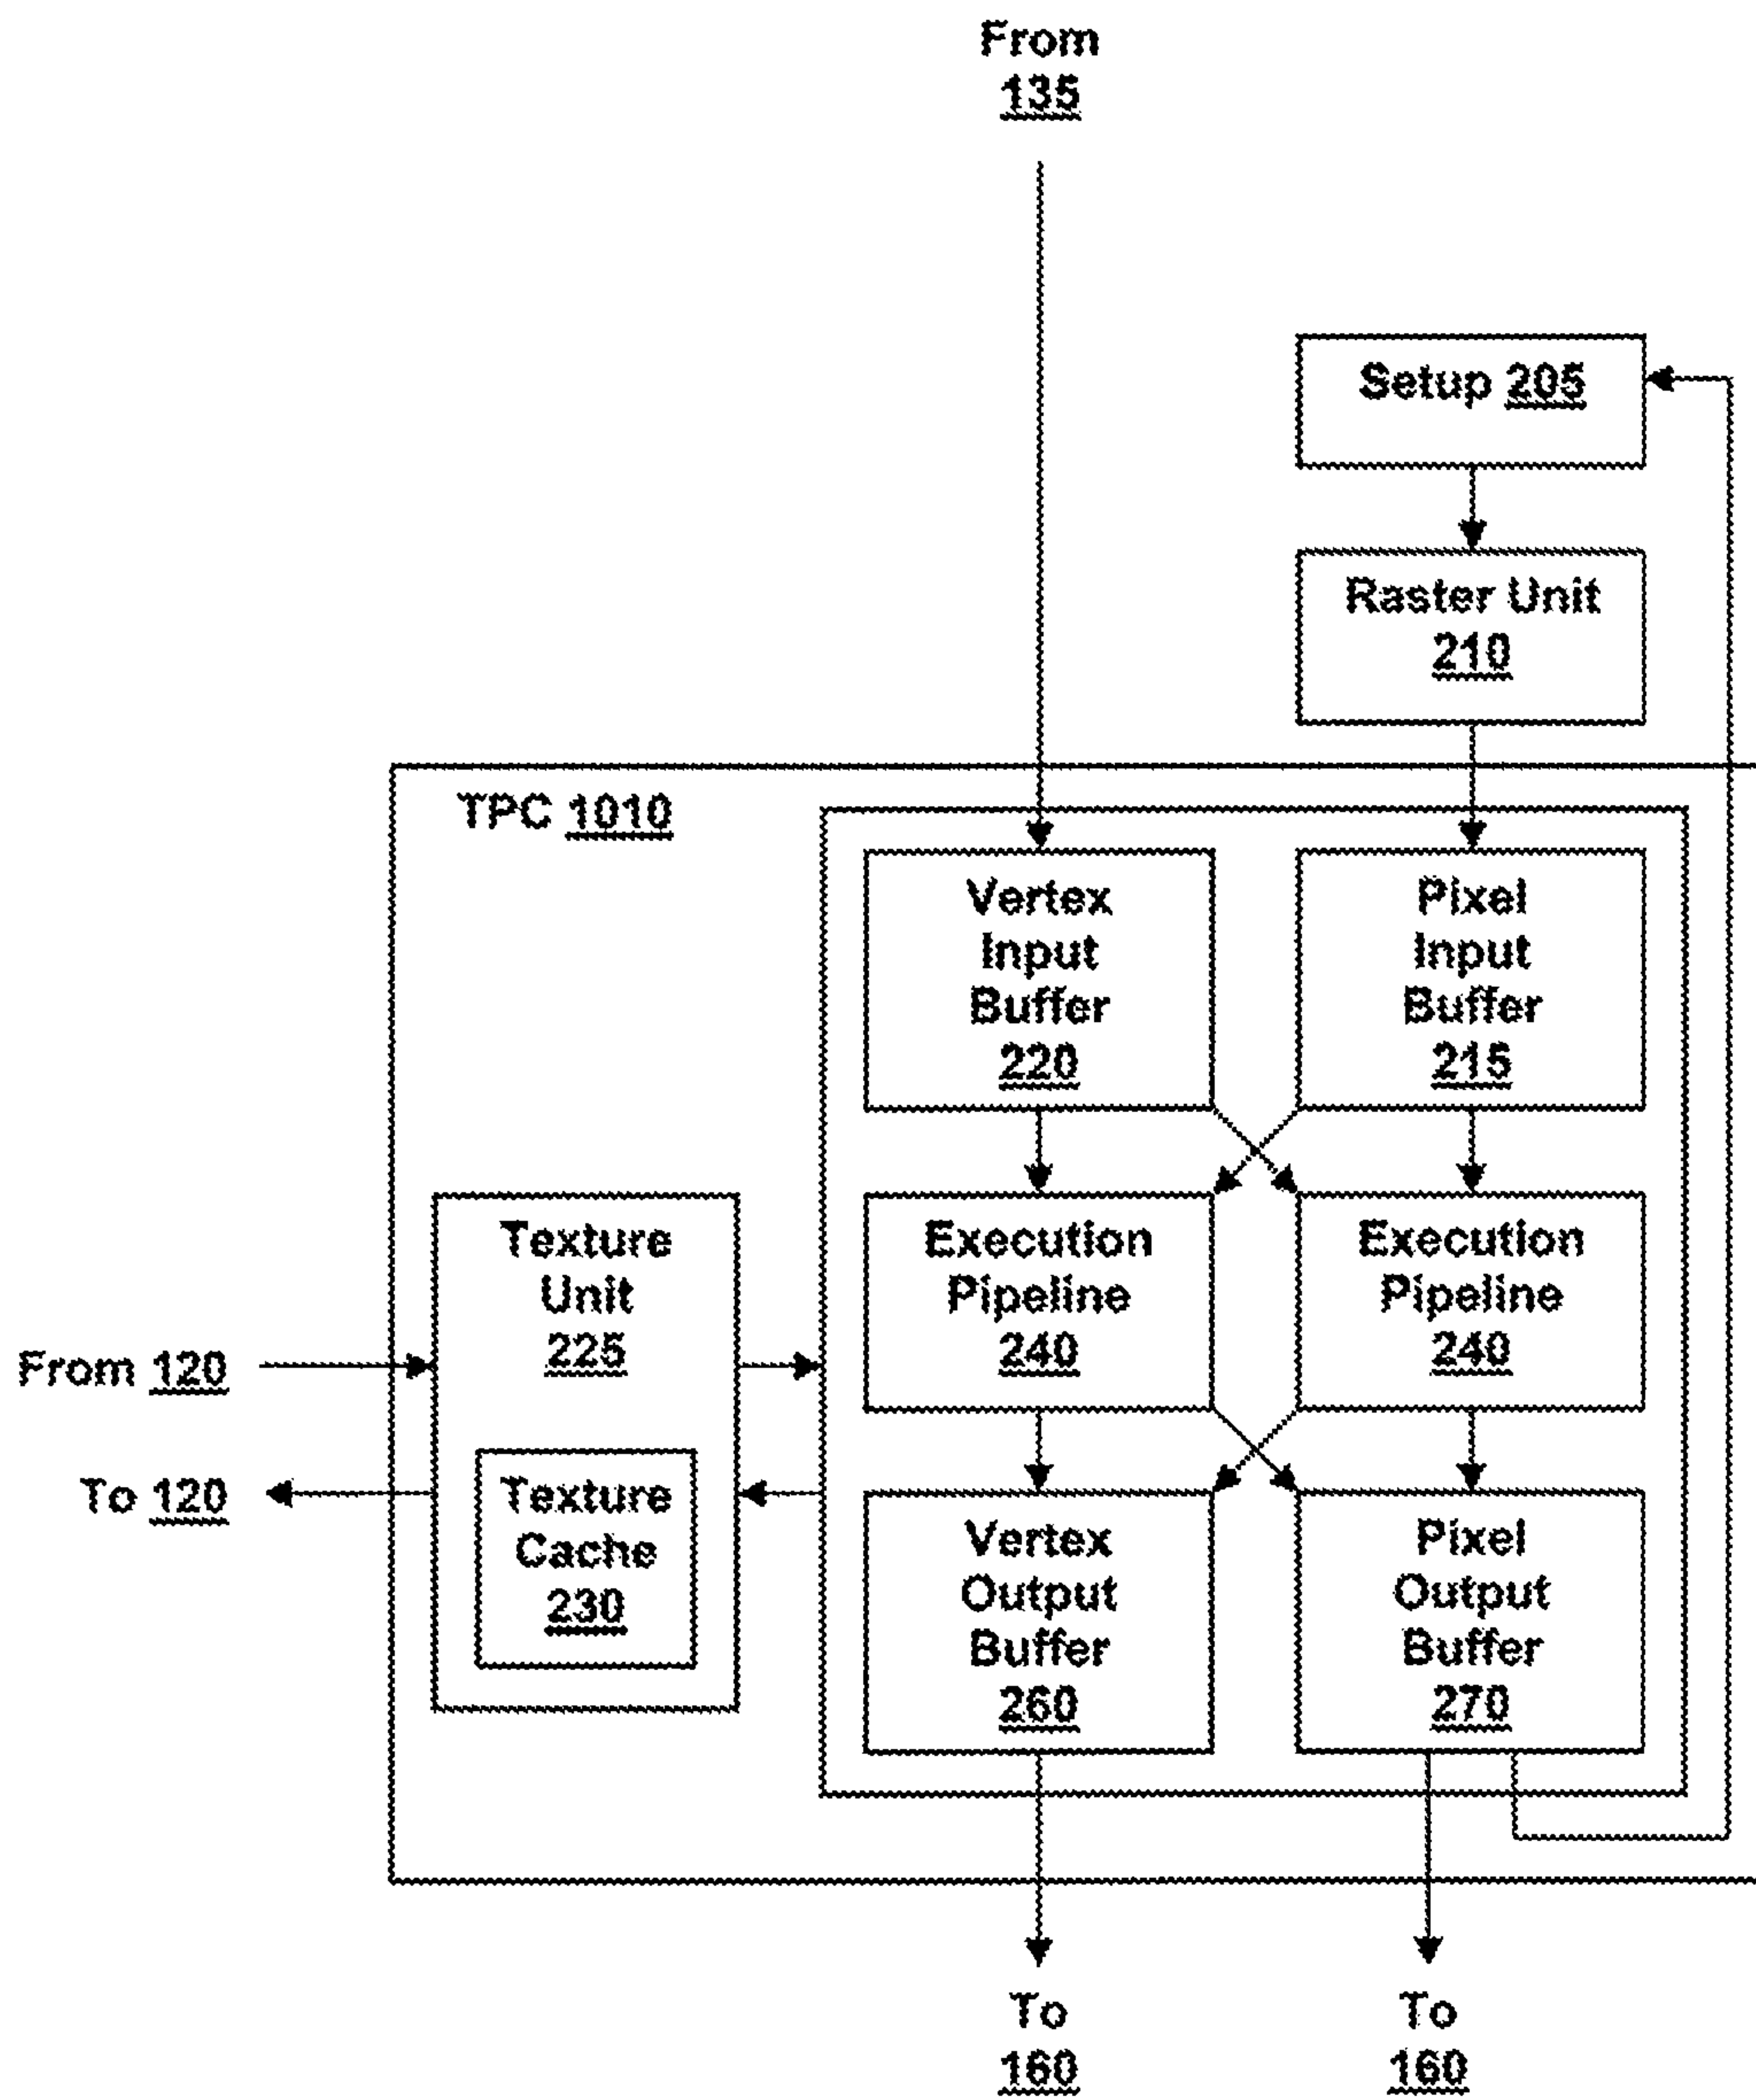 From
135
Setup 205
Raster Unit
210
TPC 1010
Vertex
Input
Buffer
220
Pixel
Input
Buffer
215
Texture
Unit
225
Execution
Pipeline
240
Execution
Pipeline
240
From 120
To 120
Texture
Cache
230
Vertex
Output
Buffer
260
Pixel
Output
Buffer
270
To
160
To
160